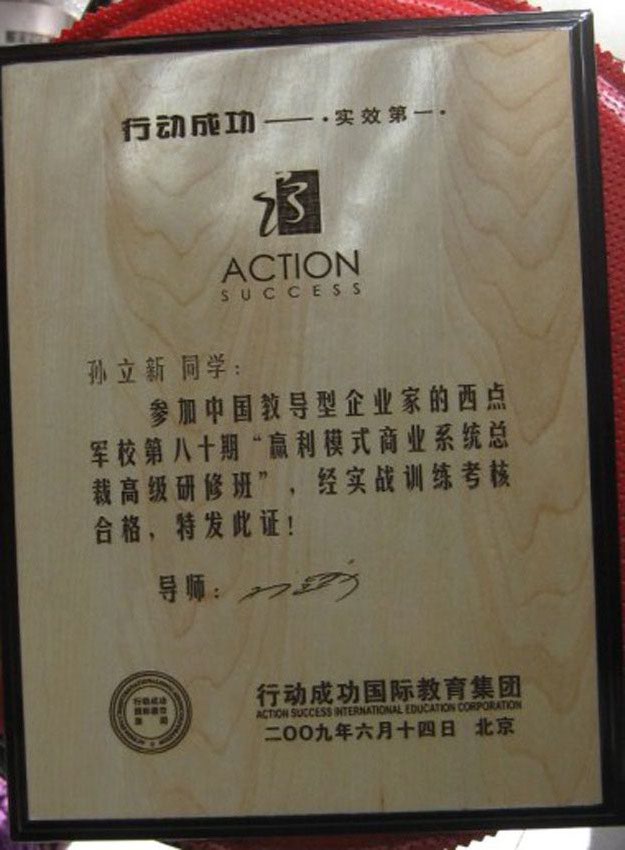 行动成功——·实效第一·
ACTION
SUCCESS
孙立新 同学：
参加中国教导型企业家的西点
军校第八十期“赢利模式商业系统总
裁高级研修班”，经实战训练考核
合格，特发此证！
导师：
行动成功国际教育集团
ACTION SUCCESS INTERNATIONAL EDUCATION CORPORATION
二〇〇九年六月十四日 北京
行动成功